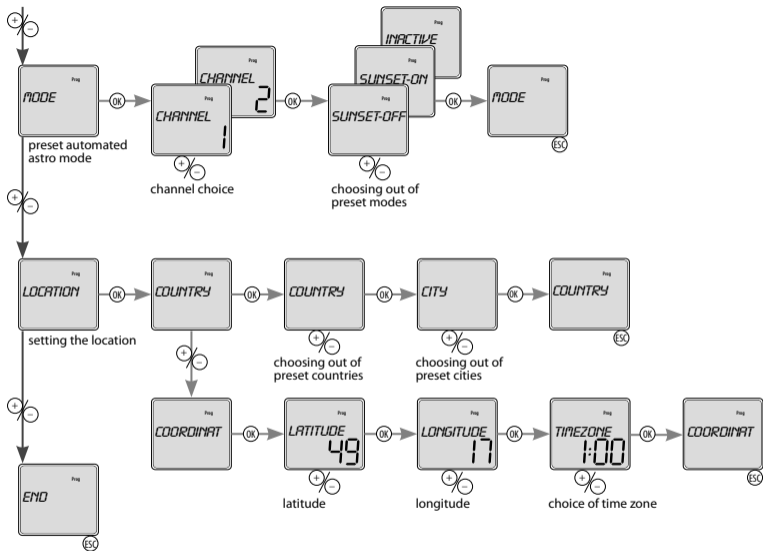 +
−
Prog
INACTIVE
Prog
SUNSET-ON
Prog
CHANNEL
2
Prog
MODE
OK
Prog
CHANNEL
1
OK
Prog
SUNSET-OFF
OK
Prog
MODE
ESC
preset automated
astro mode
+
−
channel choice
+
−
choosing out of
preset modes
+
−
Prog
LOCATION
OK
Prog
COUNTRY
OK
Prog
COUNTRY
OK
Prog
CITY
OK
Prog
COUNTRY
ESC
setting the location
+
−
choosing out of
preset countries
+
−
choosing out of
preset cities
+
−
+
−
Prog
COORDINAT
OK
Prog
LATITUDE
49
OK
Prog
LONGITUDE
17
OK
Prog
TIMEZONE
1:00
OK
Prog
COORDINAT
ESC
+
−
latitude
+
−
longitude
+
−
choice of time zone
Prog
END
ESC